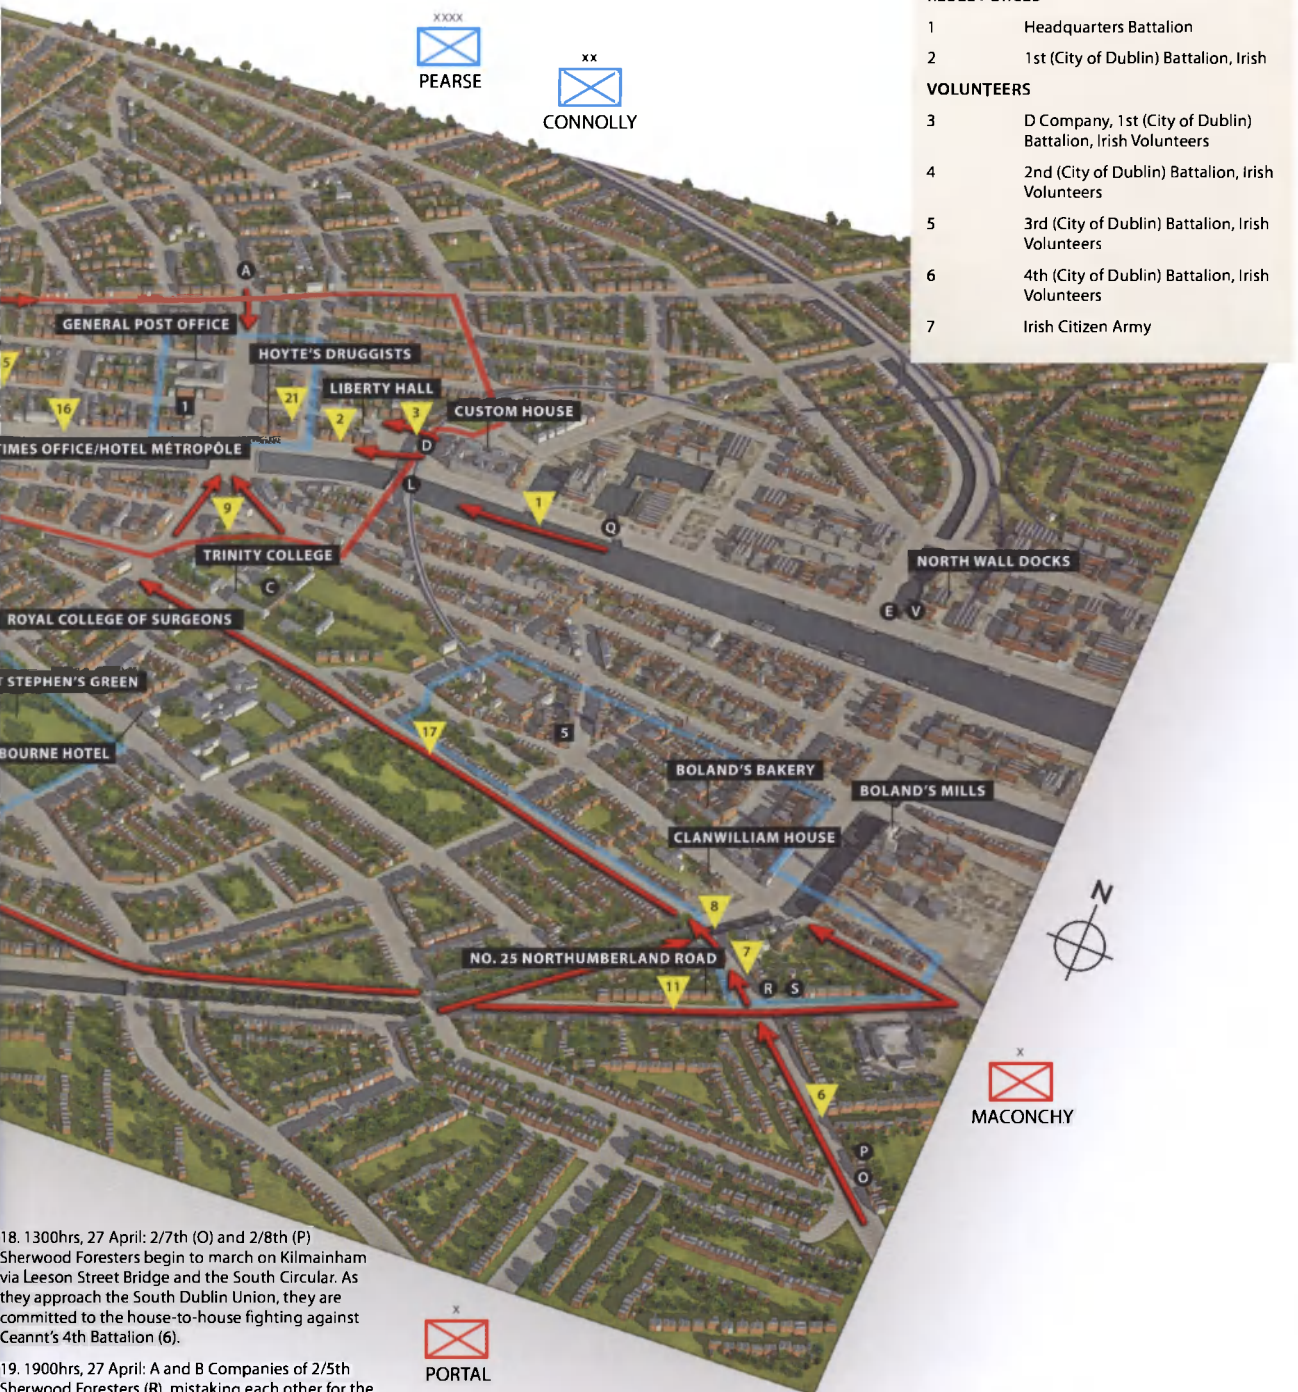 XXXX
PEARSE
XX
CONNOLLY
1 Headquarters Battalion
2 1st (City of Dublin) Battalion, Irish
VOLUNTEERS
3 D Company, 1st (City of Dublin)
Battalion, Irish Volunteers
4 2nd (City of Dublin) Battalion, Irish
Volunteers
5 3rd (City of Dublin) Battalion, Irish
Volunteers
6 4th (City of Dublin) Battalion, Irish
Volunteers
7 Irish Citizen Army
A
GENERAL POST OFFICE
HOYTE'S DRUGGISTS
5
LIBERTY HALL
16
1
21
2
3
CUSTOM HOUSE
TIMES OFFICE/HOTEL MÉTROPÔLE
D
L
9
1
Q
TRINITY COLLEGE
NORTH WALL DOCKS
C
E V
ROYAL COLLEGE OF SURGEONS
T STEPHEN'S GREEN
17
5
BOURNE HOTEL
BOLAND'S BAKERY
BOLAND'S MILLS
CLANWILLIAM HOUSE
N
8
NO. 25 NORTHUMBERLAND ROAD
7
11
R S
X
MACONCHY
6
P
O
18. 1300hrs, 27 April: 2/7th (O) and 2/8th (P)
Sherwood Foresters begin to march on Kilmainham
via Leeson Street Bridge and the South Circular. As
they approach the South Dublin Union, they are
committed to the house-to-house fighting against
Ceannt's 4th Battalion (6).
X
PORTAL
19. 1900hrs, 27 April: A and B Companies of 2/5th
Sherwood Foresters (R), mistaking each other for the